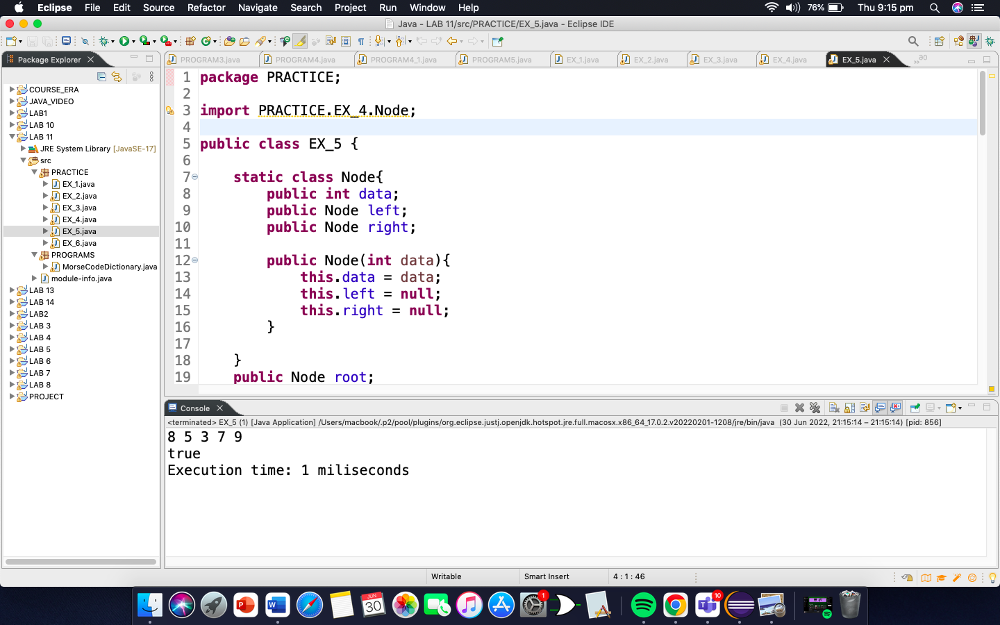 Eclipse File Edit Source Refactor Navigate Search Project Run Window Help 76% Thu 9:15 pm
Java - LAB 11/src/PRACTICE/EX_5.java - Eclipse IDE
Package Explorer
PROGRAM3.java PROGRAM4.java PROGRAM4_1.java PROGRAM5.java EX_1.java EX_2.java EX_3.java EX_4.java EX_5.java
COURSE_ERA
JAVA_VIDEO
LAB1
LAB 10
LAB 11
JRE System Library [JavaSE-17]
src
PRACTICE
EX_1.java
EX_2.java
EX_3.java
EX_4.java
EX_5.java
EX_6.java
PROGRAMS
MorseCodeDictionary.java
module-info.java
LAB 13
LAB 14
LAB2
LAB 3
LAB 4
LAB 5
LAB 6
LAB 7
LAB 8
PROJECT
1 package PRACTICE;
2
3 import PRACTICE.EX_4.Node;
4
5 public class EX_5 {
6
7 static class Node{
8 public int data;
9 public Node left;
10 public Node right;
11
12 public Node(int data){
13 this.data = data;
14 this.left = null;
15 this.right = null;
16 }
17
18 }
19 public Node root;
Console
<terminated> EX_5 (1) [Java Application] /Users/macbook/.p2/pool/plugins/org.eclipse.justj.openjdk.hotspot.jre.full.macosx.x86_64_17.0.2.v20220201-1208/jre/bin/java (30 Jun 2022, 21:15:14 – 21:15:14) [pid: 856]
8 5 3 7 9
true
Execution time: 1 miliseconds
Writable Smart Insert 4 : 1 : 46
JUN
30
1
10